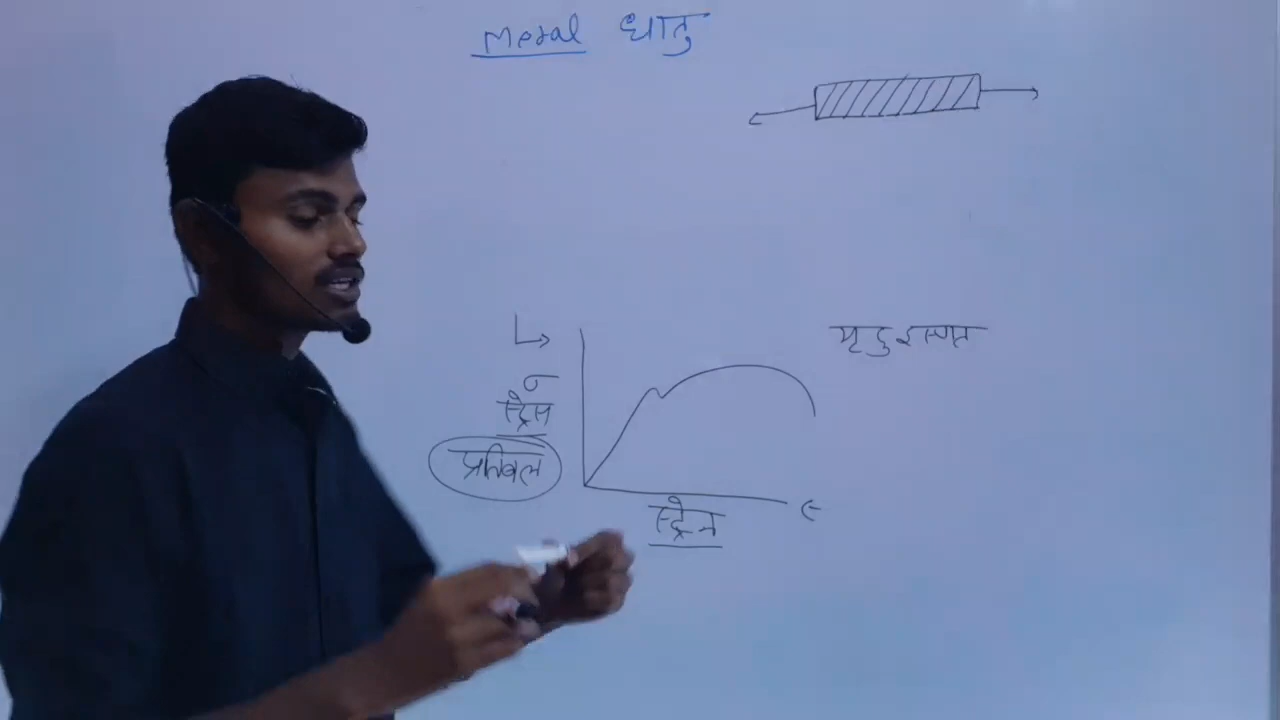 Metal धातु
मृदु इस्पात
σ
स्ट्रेस
प्रतिबल
स्ट्रेन
ϵ